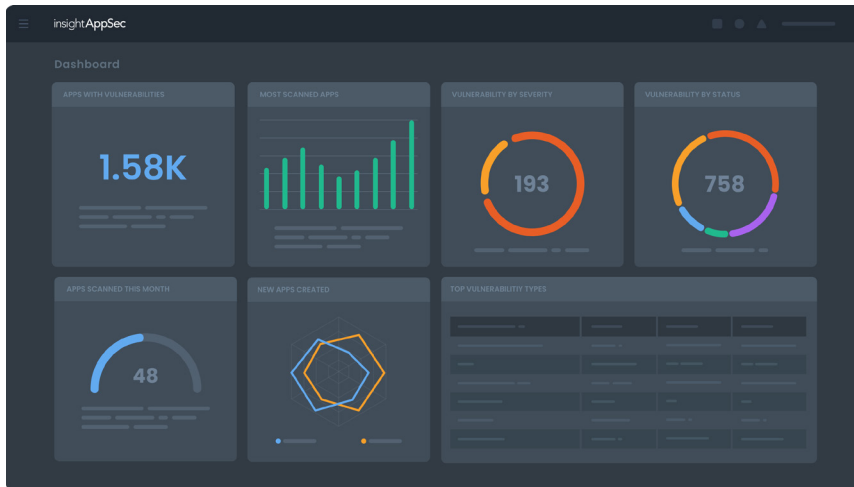 insightAppSec
Dashboard
APPS WITH VULNERABILITIES
MOST SCANNED APPS
VULNERABILITY BY SEVERITY
VULNERABILITY BY STATUS
1.58K
193
758
APPS SCANNED THIS MONTH
NEW APPS CREATED
TOP VULNERABILITIY TYPES
48